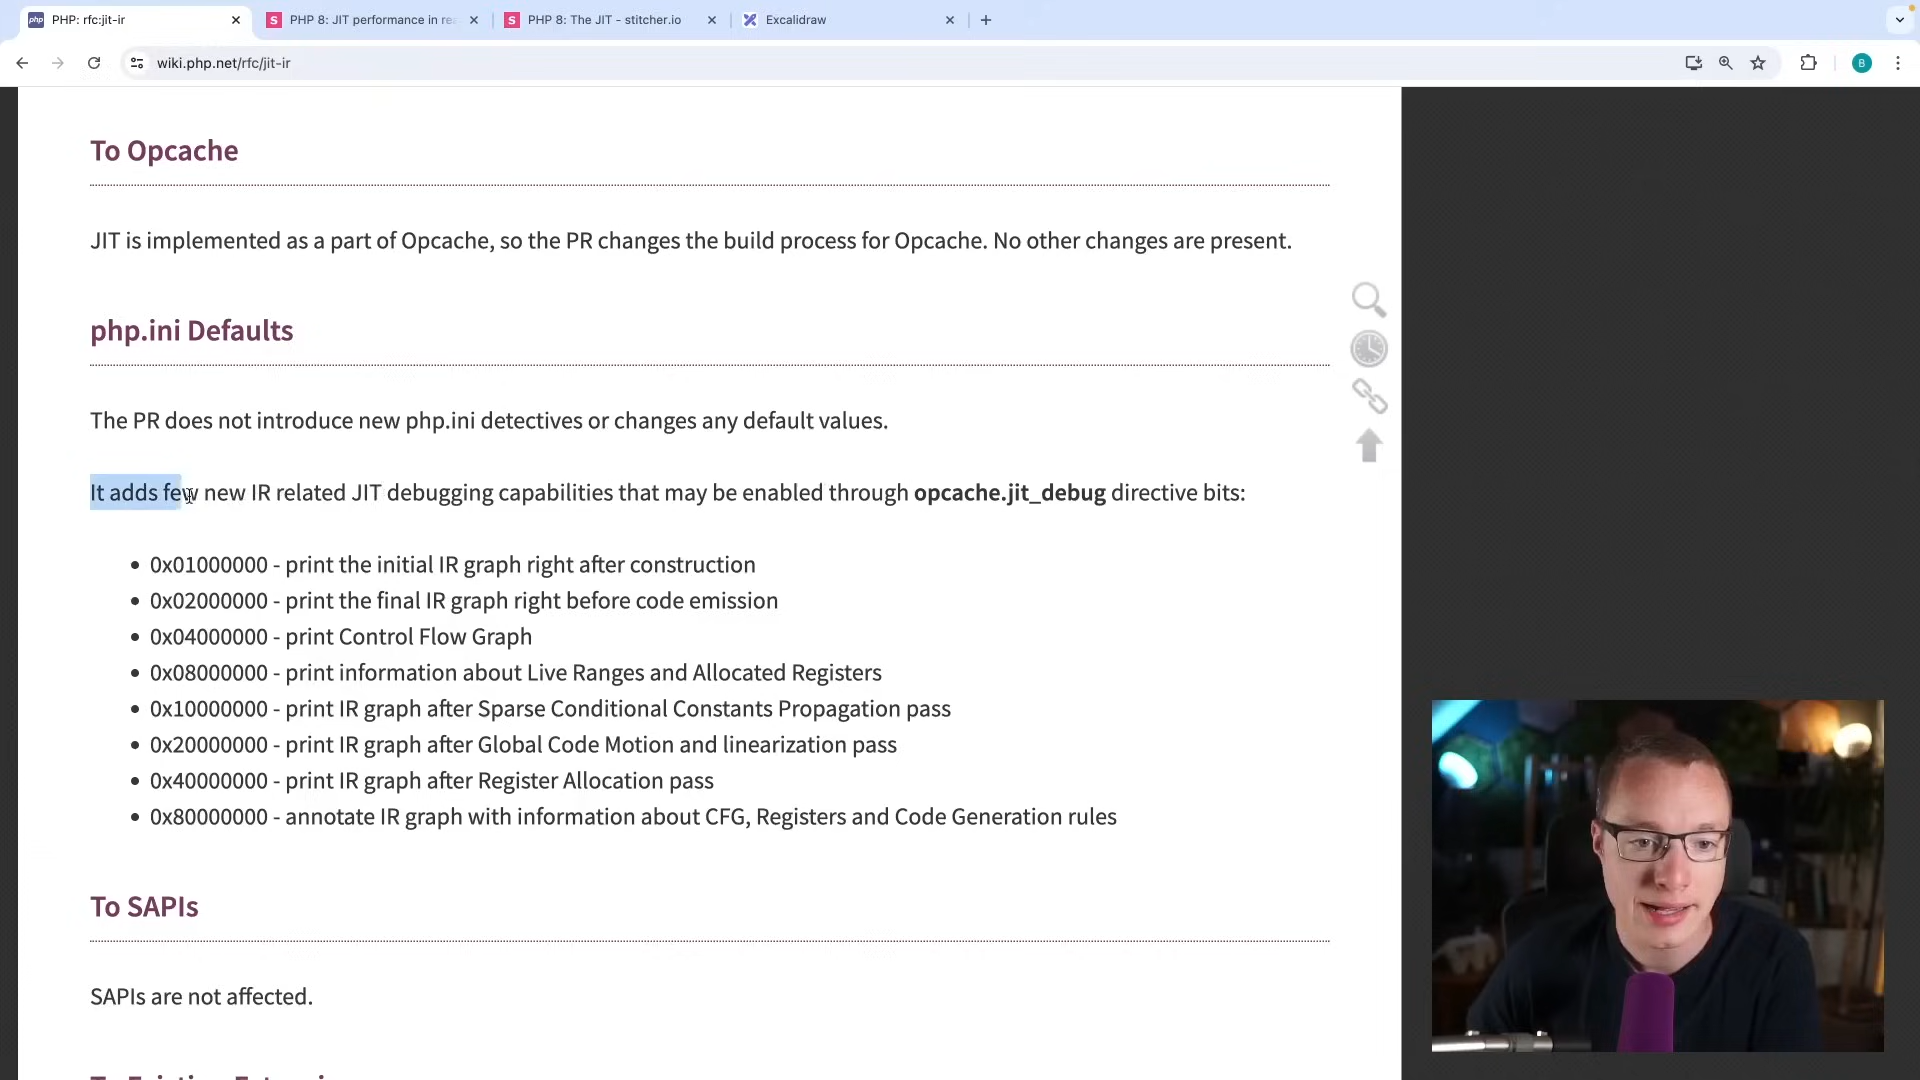 PHP: rfc:jit-ir
PHP 8: JIT performance in re
PHP 8: The JIT - stitcher.io
Excalidraw
wiki.php.net/rfc/jit-ir
B
To Opcache
JIT is implemented as a part of Opcache, so the PR changes the build process for Opcache. No other changes are present.
php.ini Defaults
The PR does not introduce new php.ini detectives or changes any default values.
It adds few new IR related JIT debugging capabilities that may be enabled through opcache.jit_debug directive bits:
• 0x01000000 - print the initial IR graph right after construction
• 0x02000000 - print the final IR graph right before code emission
• 0x04000000 - print Control Flow Graph
• 0x08000000 - print information about Live Ranges and Allocated Registers
• 0x10000000 - print IR graph after Sparse Conditional Constants Propagation pass
• 0x20000000 - print IR graph after Global Code Motion and linearization pass
• 0x40000000 - print IR graph after Register Allocation pass
• 0x80000000 - annotate IR graph with information about CFG, Registers and Code Generation rules
To SAPIs
SAPIs are not affected.